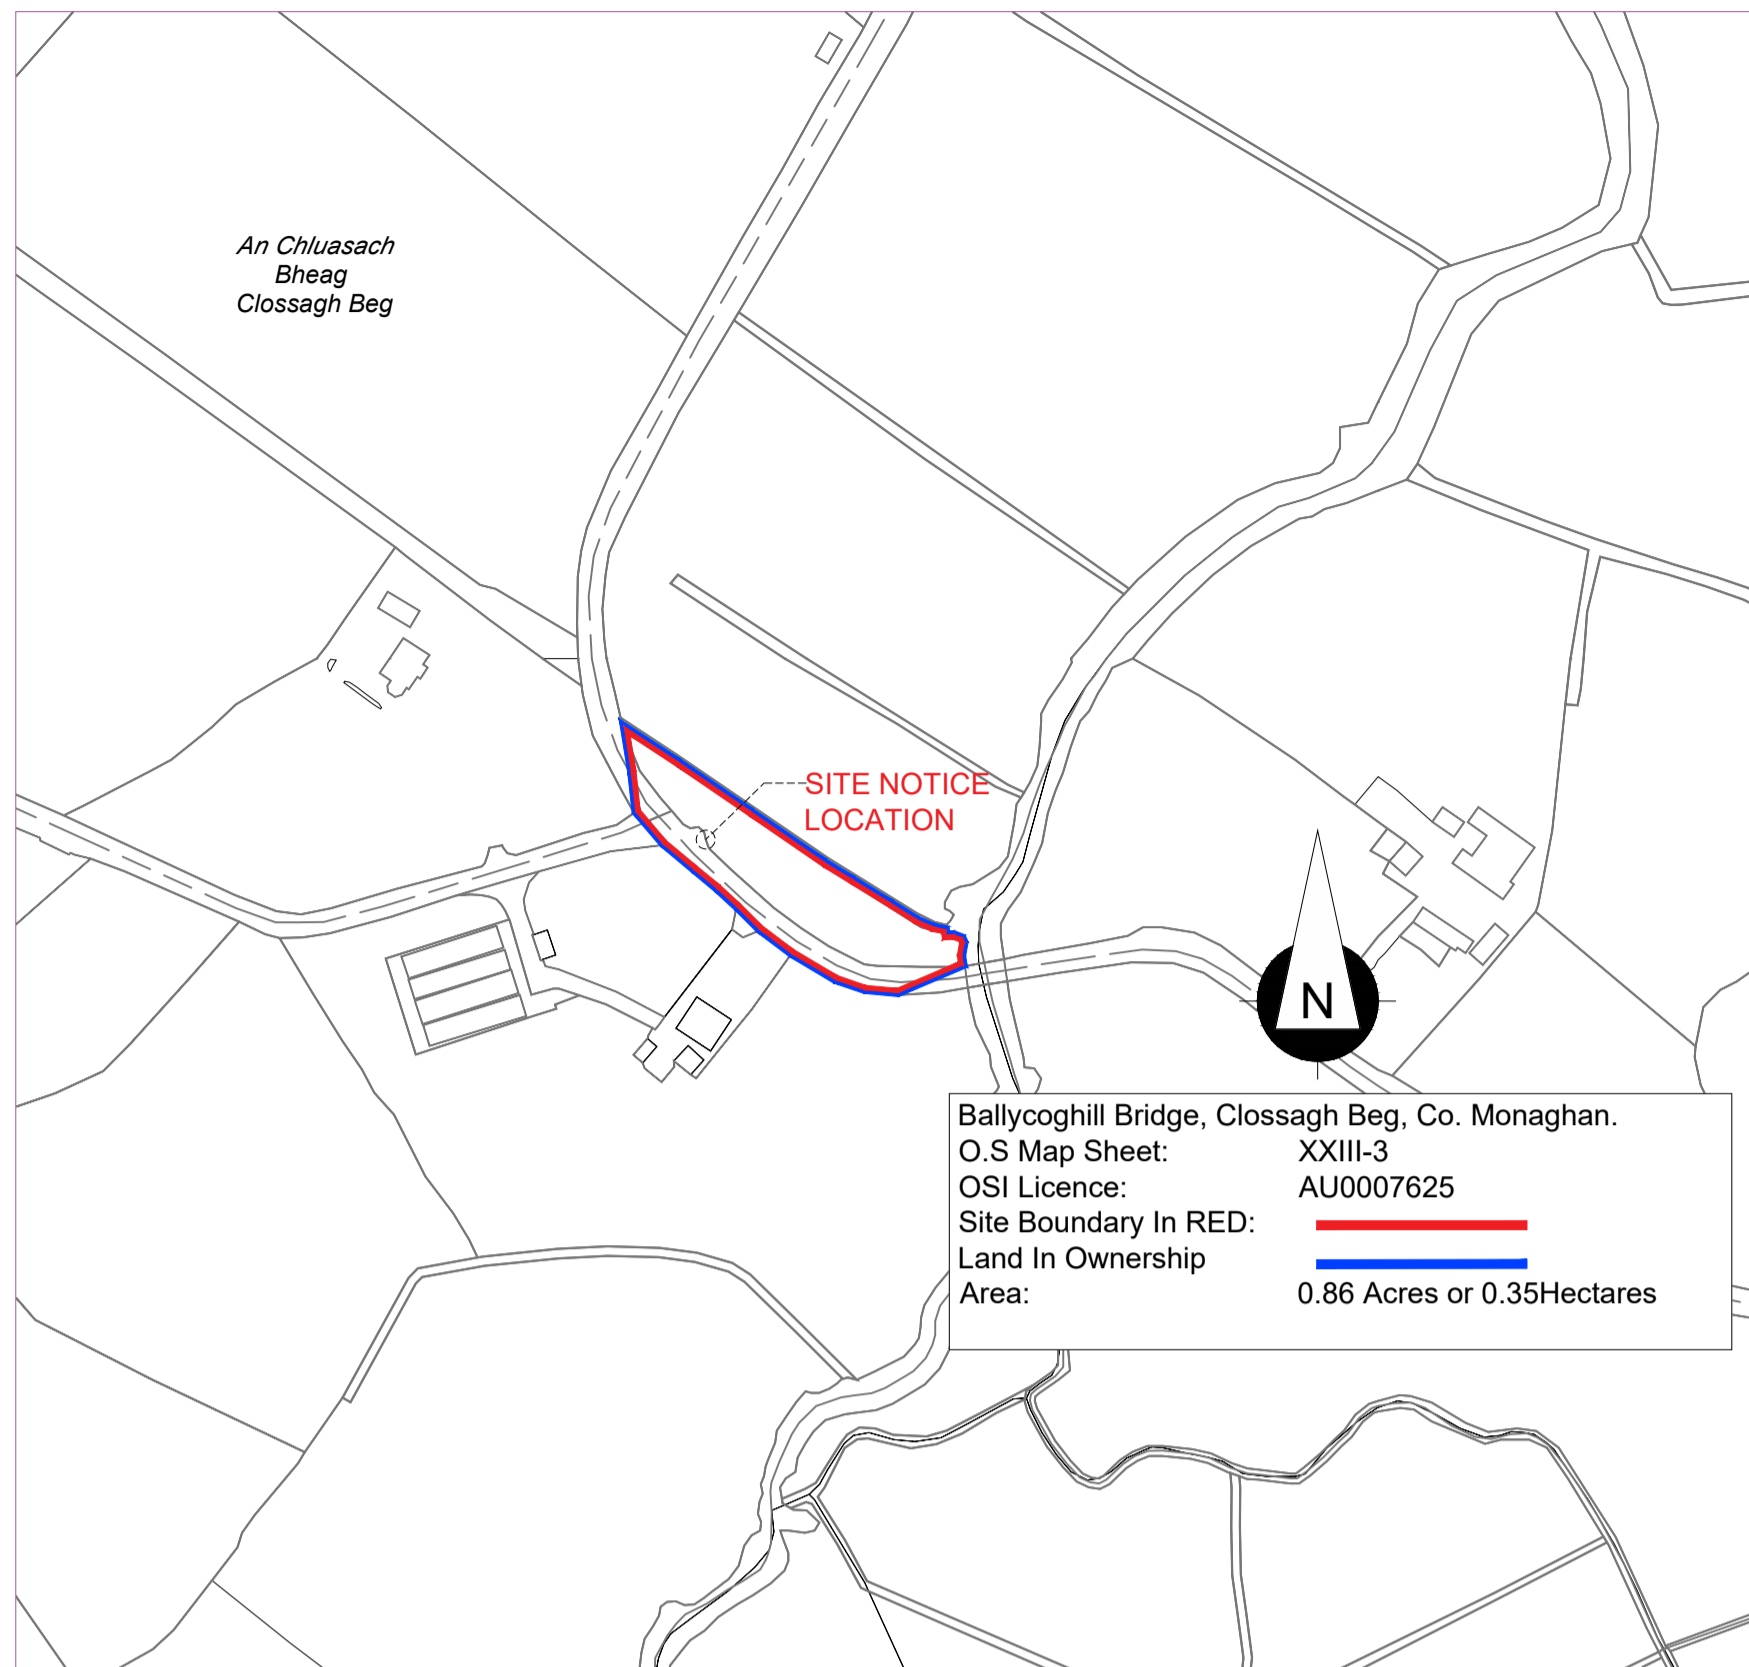 An Chluasach
Bheag
Clossagh Beg
SITE NOTICE
LOCATION
N
Ballycoghill Bridge, Clossagh Beg, Co. Monaghan.
O.S Map Sheet: XXIII-3
OSI Licence: AU0007625
Site Boundary In RED:
Land In Ownership
Area: 0.86 Acres or 0.35Hectares